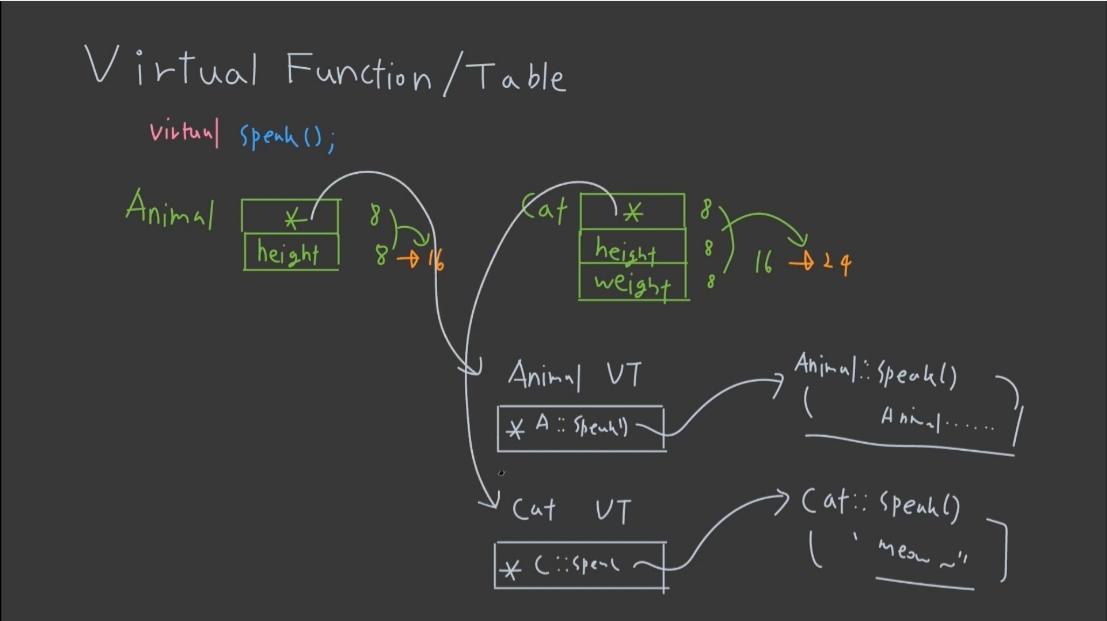 Virtual Function/Table
virtual speak();
Animal
*
8
height
8 → 16
Cat
*
8
height
8
16 → 24
weight
8
Animal VT
* A::speak()
Animal::speak()
Animal......
Cat VT
* C::speak
Cat::speak()
" meow ~"